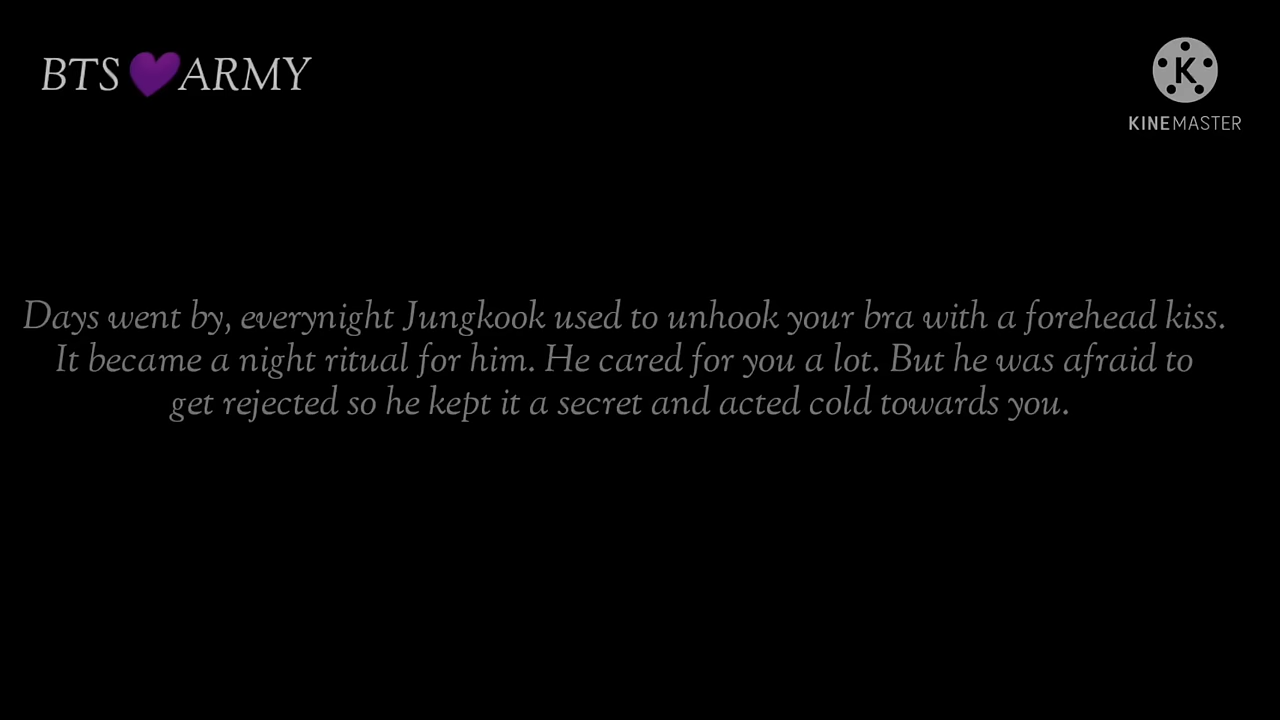 BTS 💜 ARMY
K
KINEMASTER
Days went by, everynight Jungkook used to unhook your bra with a forehead kiss.
It became a night ritual for him. He cared for you a lot. But he was afraid to
get rejected so he kept it a secret and acted cold towards you.